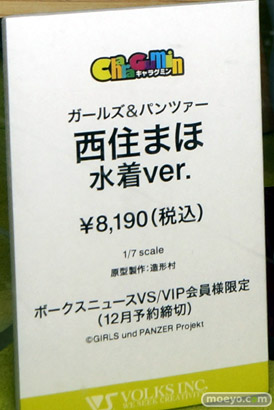 CharaGumin
キャラグミン
ガールズ&パンツァー
西住まほ
水着ver.
￥8,190(税込)
1/7 scale
原型製作：造形村
ボークスニュースVS/VIP会員様限定
(12月予約締切)
©GIRLS und PANZER Projekt
VOLKS INC.
moeyo.com